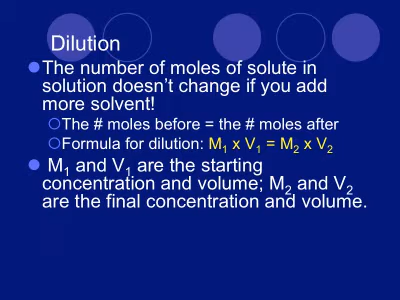 Dilution
The number of moles of solute in
solution doesn't change if you add
more solvent!
The # moles before = the # moles after
Formula for dilution: M₁ x V₁ = M₂ x V₂
M₁ and V₁ are the starting
concentration and volume; M₂ and V₂
are the final concentration and volume.